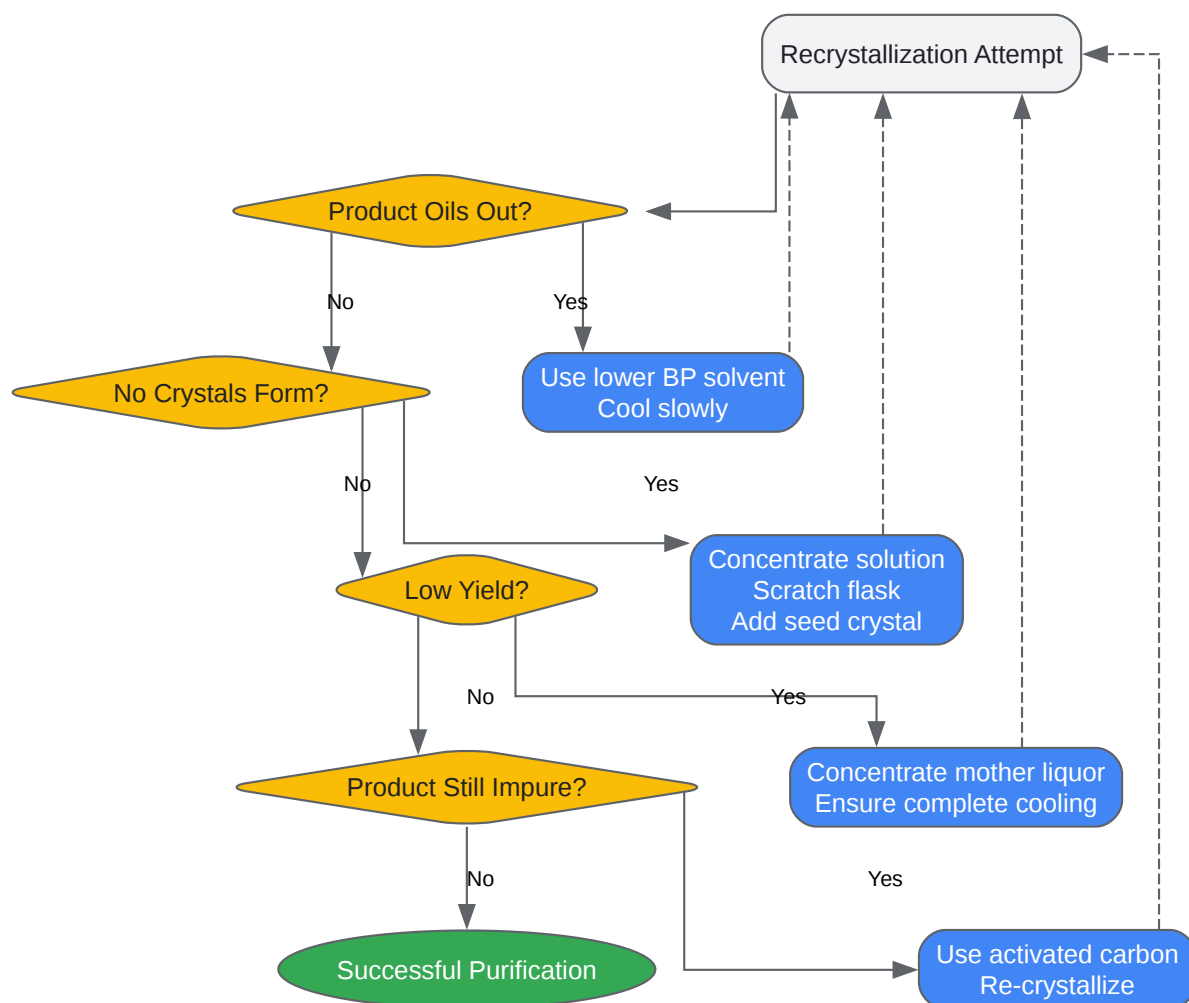 Recrystallization Attempt
Product Oils Out?
No
Yes
No Crystals Form?
Use lower BP solvent
Cool slowly
No
Yes
Low Yield?
Concentrate solution
Scratch flask
Add seed crystal
No
Yes
Product Still Impure?
Concentrate mother liquor
Ensure complete cooling
No
Yes
Successful Purification
Use activated carbon
Re-crystallize